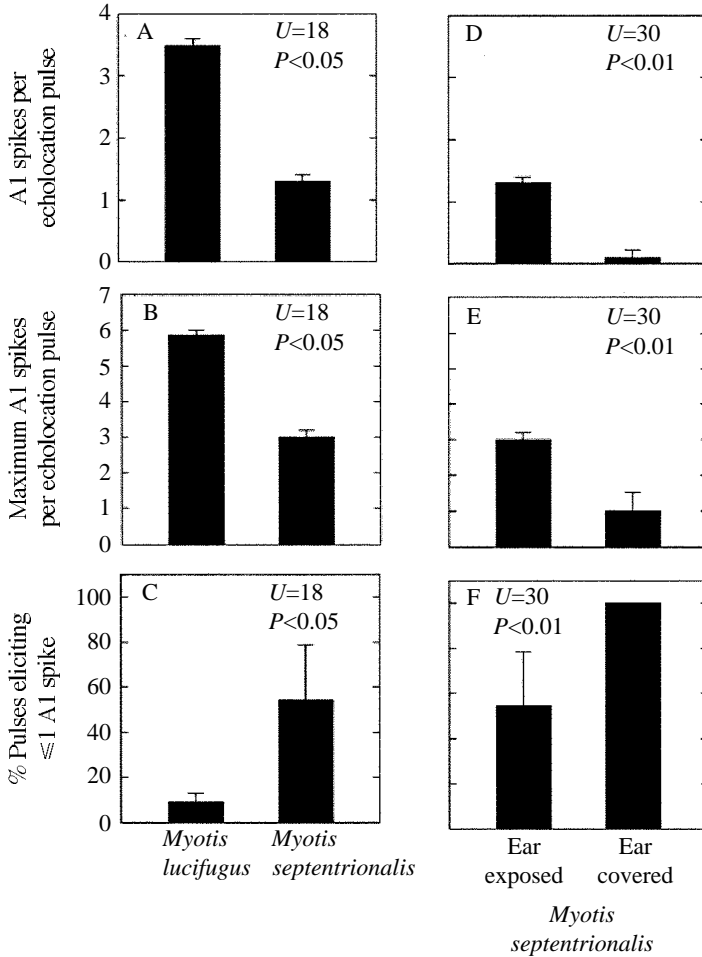 A1 spikes per
echolocation pulse
4
3
2
1
0
A
U=18
P<0.05
D
U=30
P<0.01
Maximum A1 spikes
per echolocation pulse
7
6
5
4
3
2
1
0
B
U=18
P<0.05
E
U=30
P<0.01
% Pulses eliciting
≤1 A1 spike
100
80
60
40
20
0
C
U=18
P<0.05
F
U=30
P<0.01
Myotis
lucifugus
Myotis
septentrionalis
Ear
exposed
Ear
covered
Myotis
septentrionalis